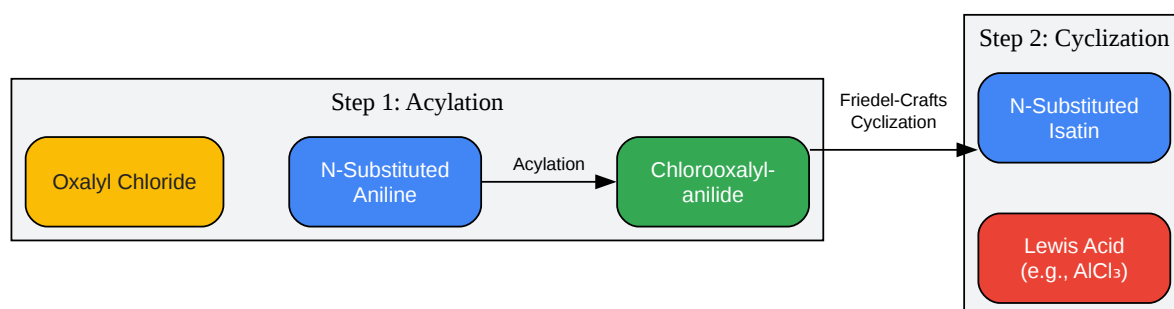 Step 1: Acylation
Oxalyl Chloride
N-Substituted
Aniline
Acylation
Chlorooxalyl-
anilide
Friedel-Crafts
Cyclization
Step 2: Cyclization
N-Substituted
Isatin
Lewis Acid
(e.g., AlCl₃)